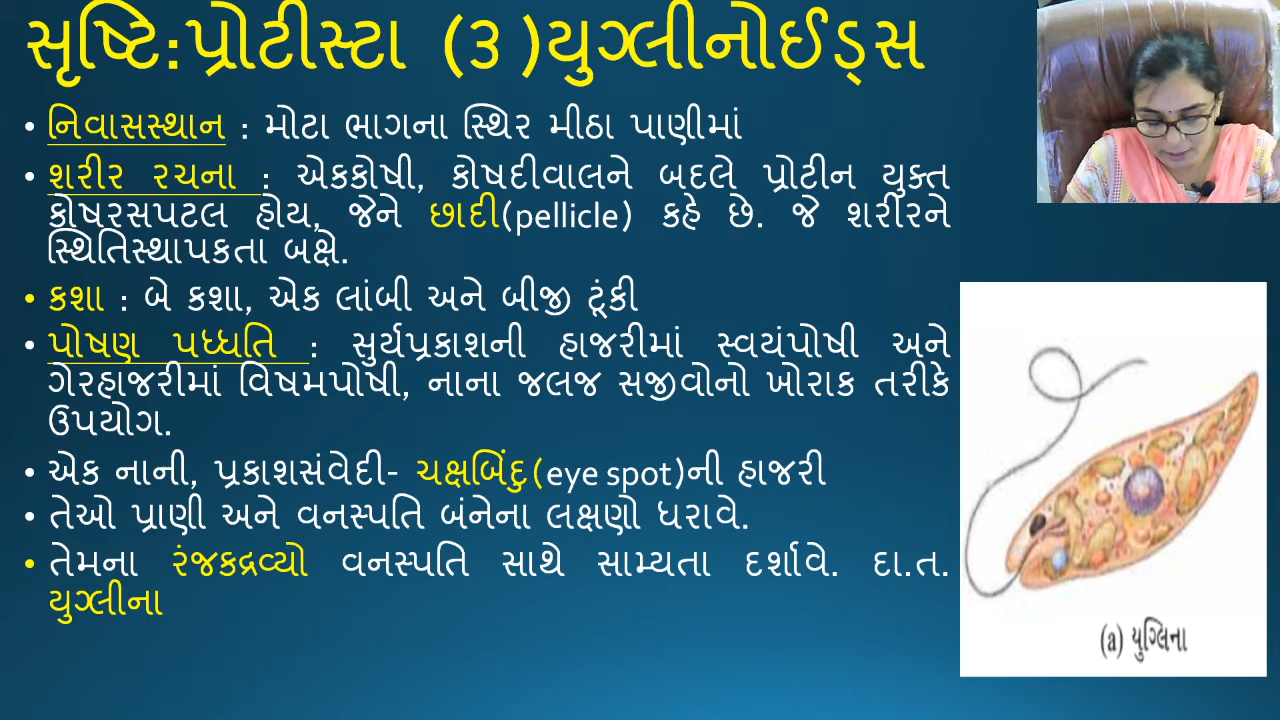 સૃષ્ટિ:પ્રોટીસ્ટા (૩ )યુગ્લીનોઈડ્સ
• નિવાસસ્થાન : મોટા ભાગના સ્થિર મીઠા પાણીમાં
• શરીર રચના : એકકોષી, કોષદીવાલને બદલે પ્રોટીન યુક્ત
કોષરસપટલ હોય, જેને છાદી(pellicle) કહે છે. જે શરીરને
સ્થિતિસ્થાપકતા બક્ષે.
• કશા : બે કશા, એક લાંબી અને બીજી ટૂંકી
• પોષણ પધ્ધતિ : સુર્યપ્રકાશની હાજરીમાં સ્વયંપોષી અને
ગેરહાજરીમાં વિષમપોષી, નાના જલજ સજીવોનો ખોરાક તરીકે
ઉપયોગ.
• એક નાની, પ્રકાશસંવેદી- ચક્ષબિંદુ(eye spot)ની હાજરી
• તેઓ પ્રાણી અને વનસ્પતિ બંનેના લક્ષણો ધરાવે.
• તેમના રંજકદ્રવ્યો વનસ્પતિ સાથે સામ્યતા દર્શાવે. દા.ત.
યુગ્લીના
(a) યુગ્લિના